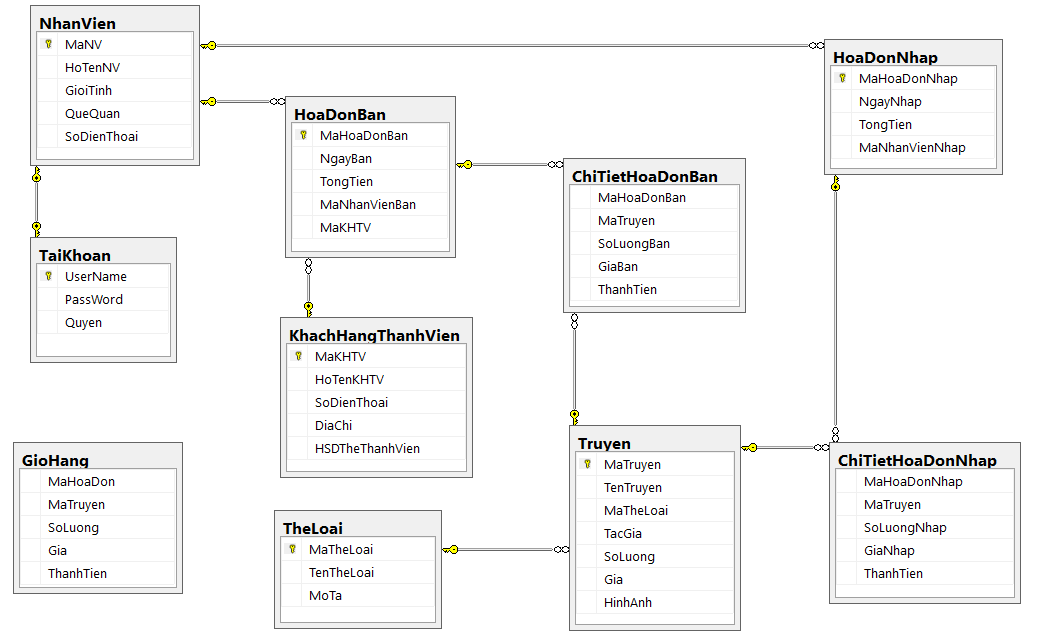 NhanVien
MaNV
HoTenNV
GioiTinh
QueQuan
SoDienThoai
HoaDonNhap
MaHoaDonNhap
NgayNhap
TongTien
MaNhanVienNhap
HoaDonBan
MaHoaDonBan
NgayBan
TongTien
MaNhanVienBan
MaKHTV
ChiTietHoaDonBan
MaHoaDonBan
MaTruyen
SoLuongBan
GiaBan
ThanhTien
TaiKhoan
UserName
PassWord
Quyen
KhachHangThanhVien
MaKHTV
HoTenKHTV
SoDienThoai
DiaChi
HSDTheThanhVien
Truyen
MaTruyen
TenTruyen
MaTheLoai
TacGia
SoLuong
Gia
HinhAnh
GioHang
MaHoaDon
MaTruyen
SoLuong
Gia
ThanhTien
ChiTietHoaDonNhap
MaHoaDonNhap
MaTruyen
SoLuongNhap
GiaNhap
ThanhTien
TheLoai
MaTheLoai
TenTheLoai
MoTa